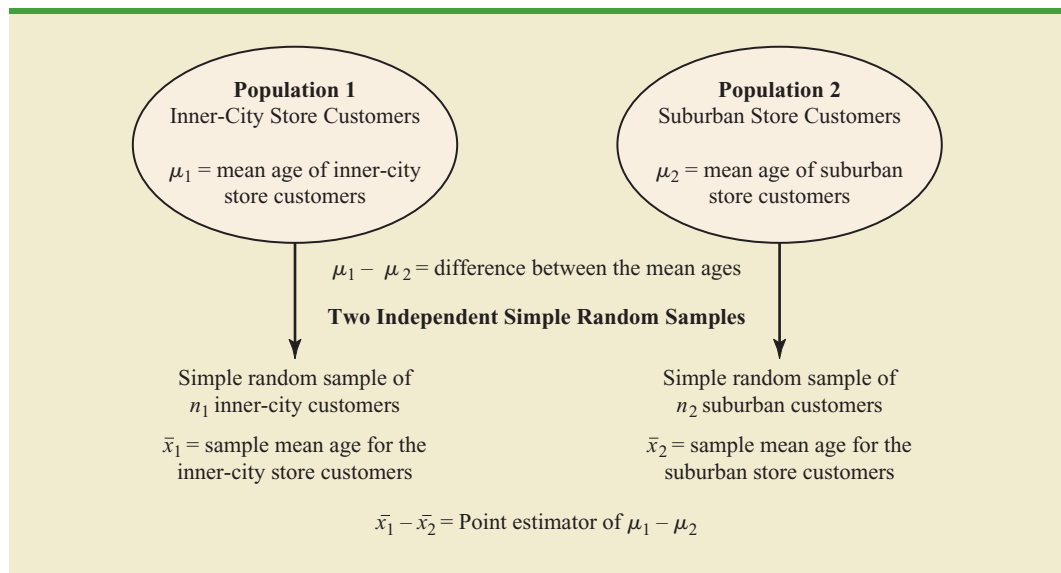 Population 1
Inner-City Store Customers
μ₁ = mean age of inner-city
store customers
Population 2
Suburban Store Customers
μ₂ = mean age of suburban
store customers
μ₁ − μ₂ = difference between the mean ages
Two Independent Simple Random Samples
Simple random sample of
n₁ inner-city customers
x̄₁ = sample mean age for the
inner-city store customers
Simple random sample of
n₂ suburban customers
x̄₂ = sample mean age for the
suburban store customers
x̄₁ − x̄₂ = Point estimator of μ₁ − μ₂